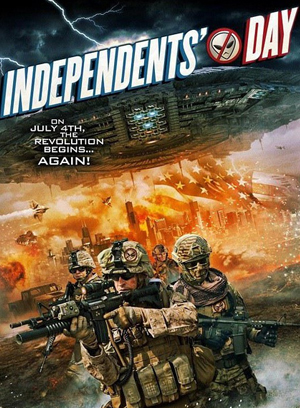 INDEPENDENTS' DAY
ON
JULY 4TH,
THE
REVOLUTION
BEGINS...
AGAIN!